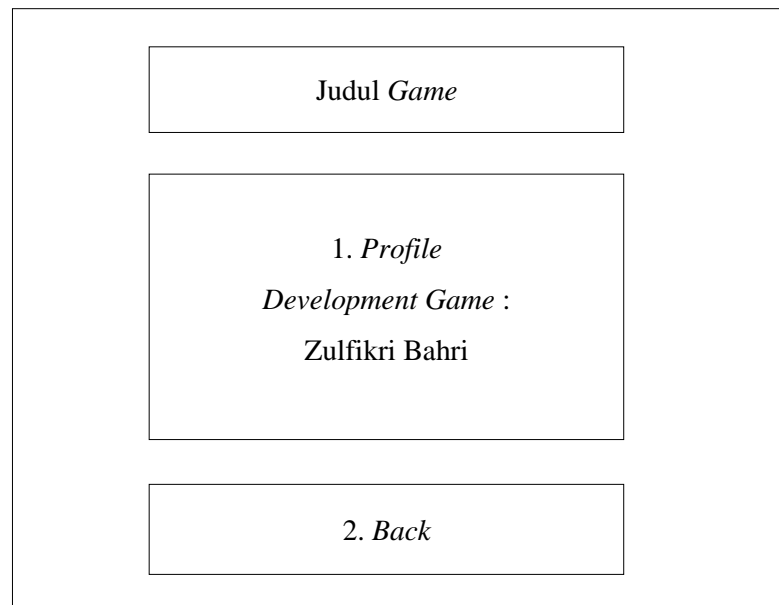 Judul Game
1. Profile
Development Game :
Zulfikri Bahri
2. Back